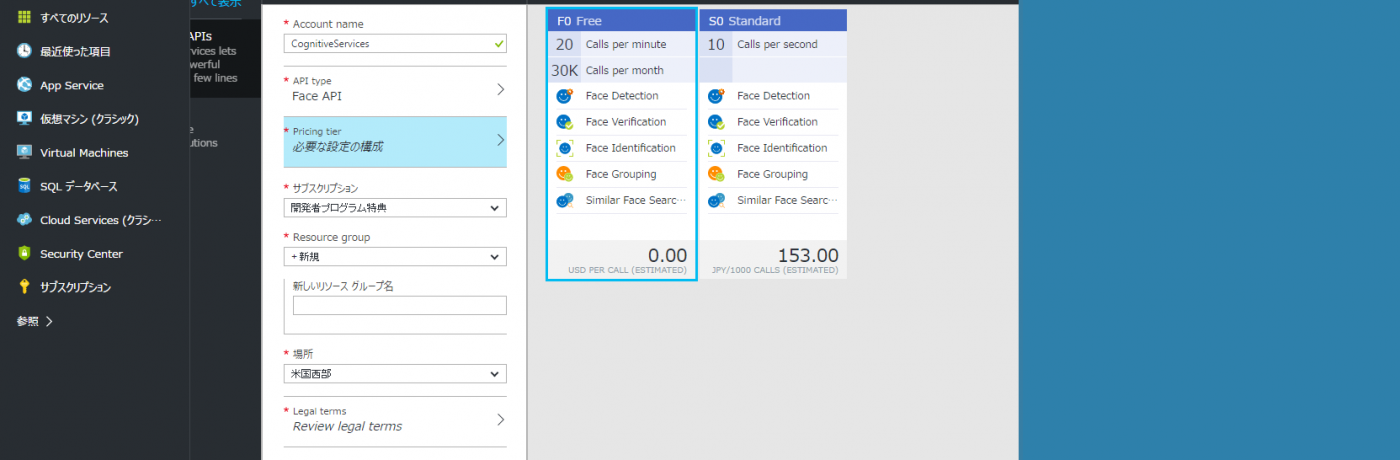 すべてのリソース
最近使った項目
App Service
仮想マシン (クラシック)
Virtual Machines
SQL データベース
Cloud Services (クラシ…
Security Center
サブスクリプション
参照 >
すべて表示
APIs
rvices lets
werful
few lines
e
utions
* Account name
CognitiveServices
* API type
Face API
* Pricing tier
必要な設定の構成
* サブスクリプション
開発者プログラム特典
* Resource group
+ 新規
新しいリソース グループ名
* 場所
米国西部
* Legal terms
Review legal terms
F0 Free
20 Calls per minute
30K Calls per month
Face Detection
Face Verification
Face Identification
Face Grouping
Similar Face Searc…
0.00
USD PER CALL (ESTIMATED)
S0 Standard
10 Calls per second
Face Detection
Face Verification
Face Identification
Face Grouping
Similar Face Searc…
153.00
JPY/1000 CALLS (ESTIMATED)